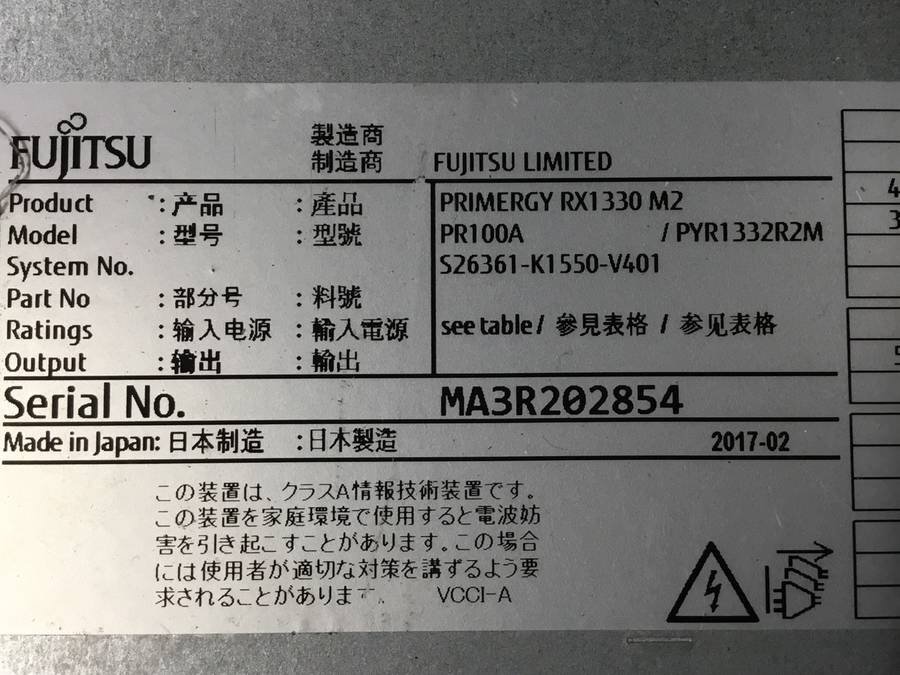 FUJITSU
製造商
制造商 FUJITSU LIMITED
Product : 产品 : 產品 PRIMERGY RX1330 M2
Model : 型号 : 型號 PR100A / PYR1332R2M
System No. S26361-K1550-V401
Part No : 部分号 : 料號
Ratings : 输入电源 : 輸入電源 see table / 參見表格 / 参见表格
Output : 输出 : 輸出
Serial No. MA3R202854
Made in Japan: 日本制造 : 日本製造 2017-02
この装置は、クラスA情報技術装置です。
この装置を家庭環境で使用すると電波妨
害を引き起こすことがあります。この場合
には使用者が適切な対策を講ずるよう要
求されることがあります。 VCCI-A
4
3
5